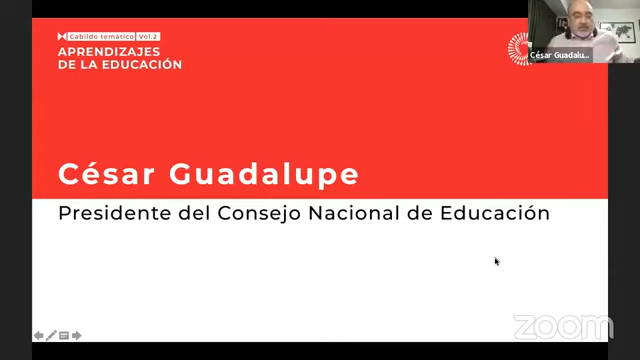 Cabildo temático Vol.2
APRENDIZAJES
DE LA EDUCACIÓN
César Guadalu...
César Guadalupe
Presidente del Consejo Nacional de Educación
zoom